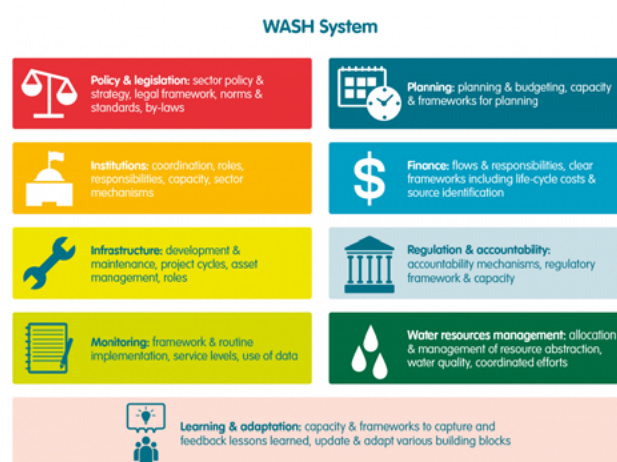 WASH System
Policy & legislation: sector policy &
strategy, legal framework, norms &
standards, by-laws
Planning: planning & budgeting, capacity
& frameworks for planning
Institutions: coordination, roles,
responsibilities, capacity, sector
mechanisms
Finance: flows & responsibilities, clear
frameworks including life-cycle costs &
source identification
Infrastructure: development &
maintenance, project cycles, asset
management, roles
Regulation & accountability:
accountability mechanisms, regulatory
framework & capacity
Monitoring: framework & routine
implementation, service levels, use of data
Water resources management: allocation
& management of resource abstraction,
water quality, coordinated efforts
Learning & adaptation: capacity & frameworks to capture and
feedback lessons learned, update & adapt various building blocks